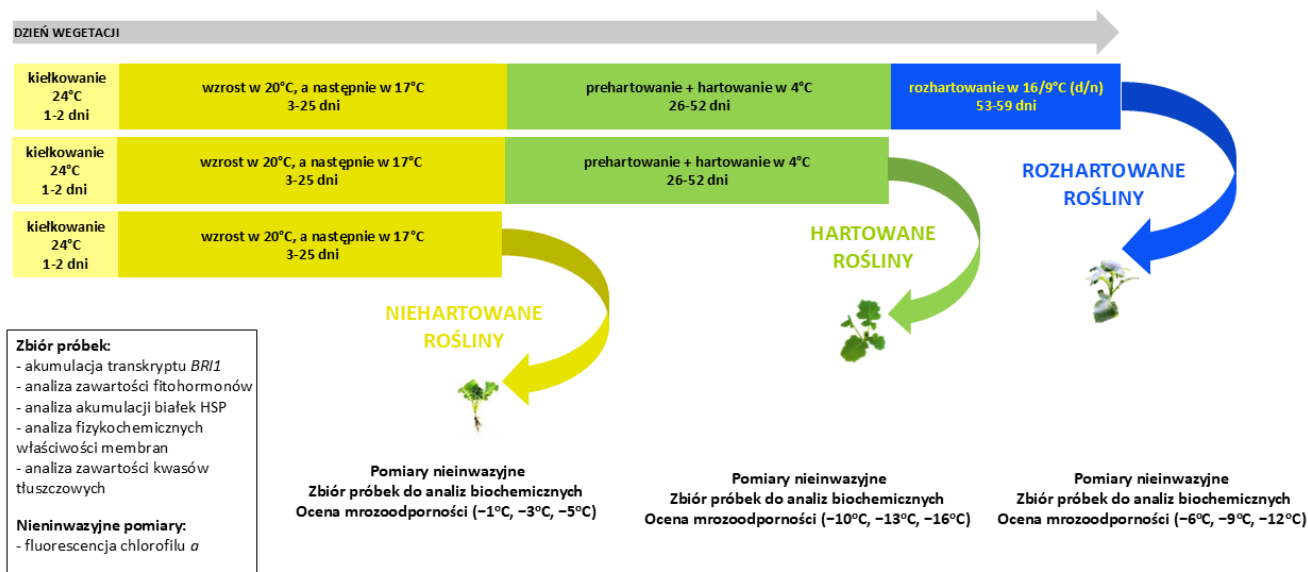 DZIEŃ WEGETACJI
kiełkowanie
24°C
1-2 dni
wzrost w 20°C, a następnie w 17°C
3-25 dni
prehartowanie + hartowanie w 4°C
26-52 dni
rozhartowanie w 16/9°C (d/n)
53-59 dni
kiełkowanie
24°C
1-2 dni
wzrost w 20°C, a następnie w 17°C
3-25 dni
prehartowanie + hartowanie w 4°C
26-52 dni
kiełkowanie
24°C
1-2 dni
wzrost w 20°C, a następnie w 17°C
3-25 dni
ROZHARTOWANE
ROŚLINY
HARTOWANE
ROŚLINY
NIEHARTOWANE
ROŚLINY
Zbiór próbek:
- akumulacja transkryptu BRI1
- analiza zawartości fitohormonów
- analiza akumulacji białek HSP
- analiza fizykochemicznych
właściwości membran
- analiza zawartości kwasów
tłuszczowych
Nieninwazyjne pomiary:
- fluorescencja chlorofilu a
Pomiary nieinwazyjne
Zbiór próbek do analiz biochemicznych
Ocena mrozoodporności (−1°C, −3°C, −5°C)
Pomiary nieinwazyjne
Zbiór próbek do analiz biochemicznych
Ocena mrozoodporności (−10°C, −13°C, −16°C)
Pomiary nieinwazyjne
Zbiór próbek do analiz biochemicznych
Ocena mrozoodporności (−6°C, −9°C, −12°C)